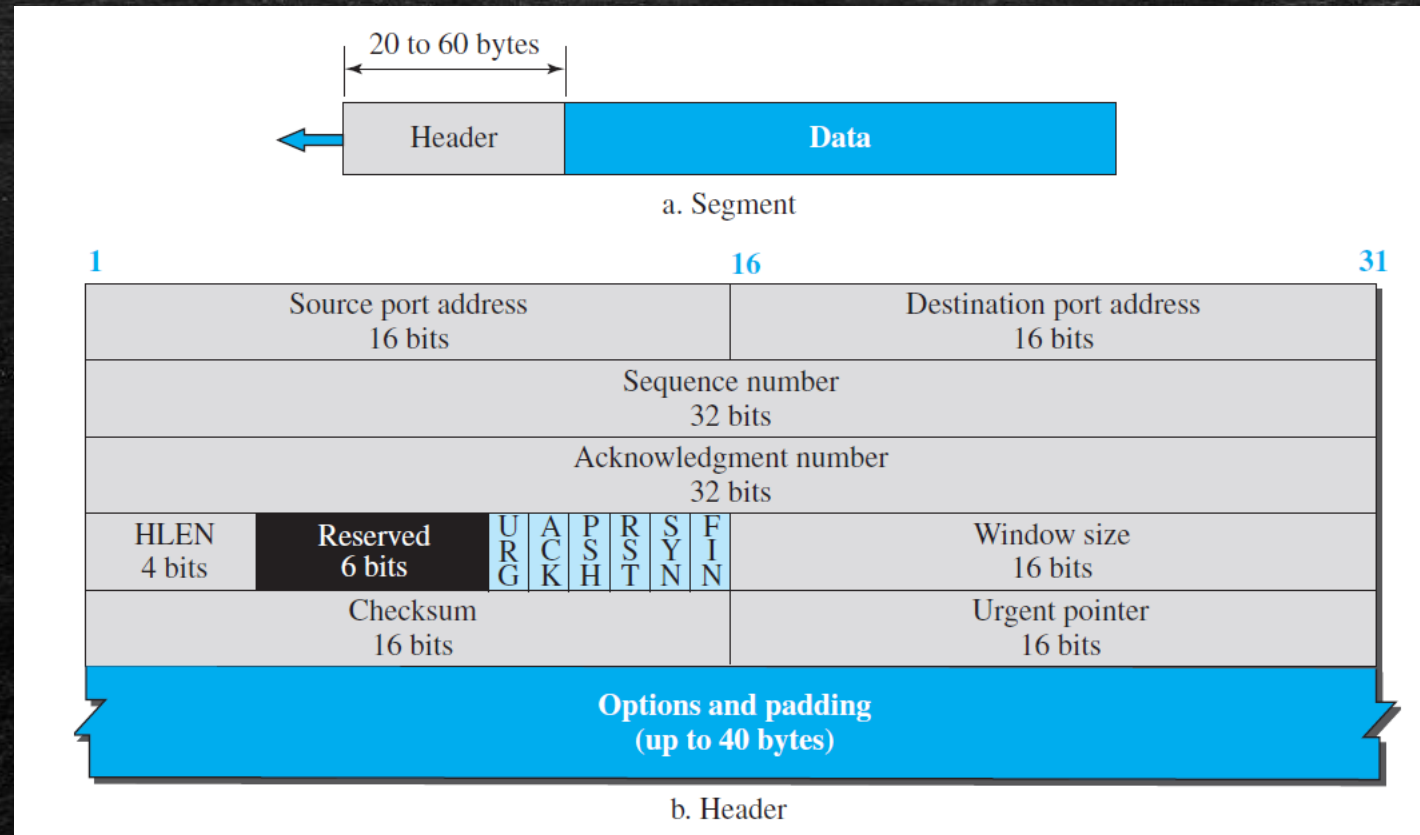 20 to 60 bytes
Header
Data
a. Segment
1 16 31
Source port address
16 bits
Destination port address
16 bits
Sequence number
32 bits
Acknowledgment number
32 bits
HLEN
4 bits
Reserved
6 bits
URG
ACK
PSH
RST
SYN
FIN
Window size
16 bits
Checksum
16 bits
Urgent pointer
16 bits
Options and padding
(up to 40 bytes)
b. Header